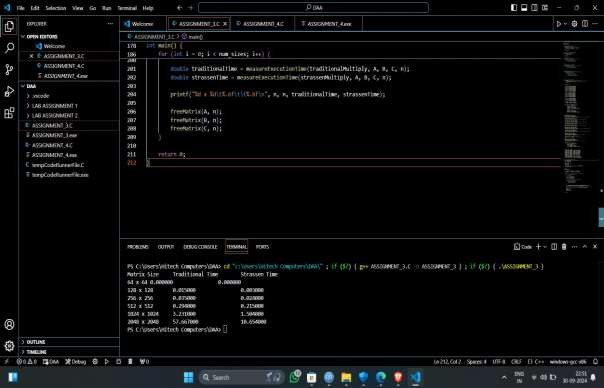 File Edit Selection View Go Run Terminal Help
DAA
EXPLORER
OPEN EDITORS
Welcome
ASSIGNMENT_3.C
ASSIGNMENT_4.C
ASSIGNMENT_4.exe
DAA
.vscode
LAB ASSIGNMENT 1
LAB ASSIGNMENT 2
ASSIGNMENT_3.C
ASSIGNMENT_3.exe
ASSIGNMENT_4.C
ASSIGNMENT_4.exe
tempCodeRunnerFile.C
tempCodeRunnerFile.exe
OUTLINE
TIMELINE
Welcome ASSIGNMENT_3.C ASSIGNMENT_4.C ASSIGNMENT_4.exe
ASSIGNMENT_3.C > main()
178 int main() {
186 for (int i = 0; i < num_sizes; i++) {
200
201 double traditionalTime = measureExecutionTime(traditionalMultiply, A, B, C, n);
202 double strassenTime = measureExecutionTime(strassenMultiply, A, B, C, n);
203
204 printf("%d x %d\t%.6f\t\t%.6f\n", n, n, traditionalTime, strassenTime);
205
206 freeMatrix(A, n);
207 freeMatrix(B, n);
208 freeMatrix(C, n);
209 }
210
211 return 0;
212 }
PROBLEMS OUTPUT DEBUG CONSOLE TERMINAL PORTS
Code
PS C:\Users\Hitech Computers\DAA> cd "c:\Users\Hitech Computers\DAA\" ; if ($?) { g++ ASSIGNMENT_3.C -o ASSIGNMENT_3 } ; if ($?) { .\ASSIGNMENT_3 }
Matrix Size Traditional Time Strassen Time
64 x 64 0.000000 0.000000
128 x 128 0.015000
256 x 256 0.035000 0.024000
512 x 512 0.294000 0.215000
1024 x 1024 3.231000 1.504000
2048 x 2048 57.667000 10.654000
PS C:\Users\Hitech Computers\DAA>
0 0 DAA Debug 0 Ln 212, Col 2 Spaces: 4 UTF-8 CRLF C++ windows-gcc-x86
Search
ENG
IN
22:51
30-09-2024